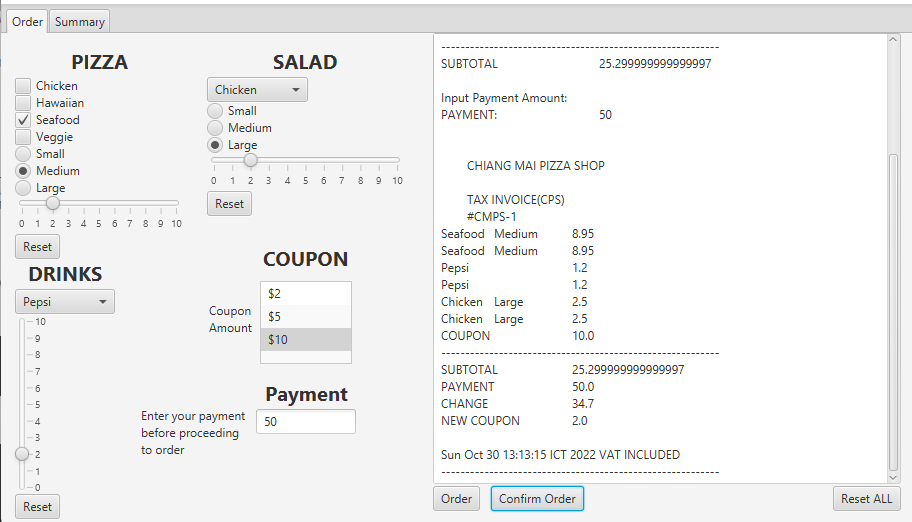 Order Summary
PIZZA
Chicken
Hawaiian
Seafood
Veggie
Small
Medium
Large
0 1 2 3 4 5 6 7 8 9 10
Reset
SALAD
Chicken
Small
Medium
Large
0 1 2 3 4 5 6 7 8 9 10
Reset
DRINKS
Pepsi
10
9
8
7
6
5
4
3
2
1
0
Reset
COUPON
Coupon
Amount
$2
$5
$10
Payment
Enter your payment
before proceeding
to order
50
----------------------------------------------------------
SUBTOTAL 25.299999999999997
Input Payment Amount:
PAYMENT: 50
CHIANG MAI PIZZA SHOP
TAX INVOICE(CPS)
#CMPS-1
Seafood Medium 8.95
Seafood Medium 8.95
Pepsi 1.2
Pepsi 1.2
Chicken Large 2.5
Chicken Large 2.5
COUPON 10.0
----------------------------------------------------------
SUBTOTAL 25.299999999999997
PAYMENT 50.0
CHANGE 34.7
NEW COUPON 2.0
Sun Oct 30 13:13:15 ICT 2022 VAT INCLUDED
----------------------------------------------------------
Order Confirm Order Reset ALL